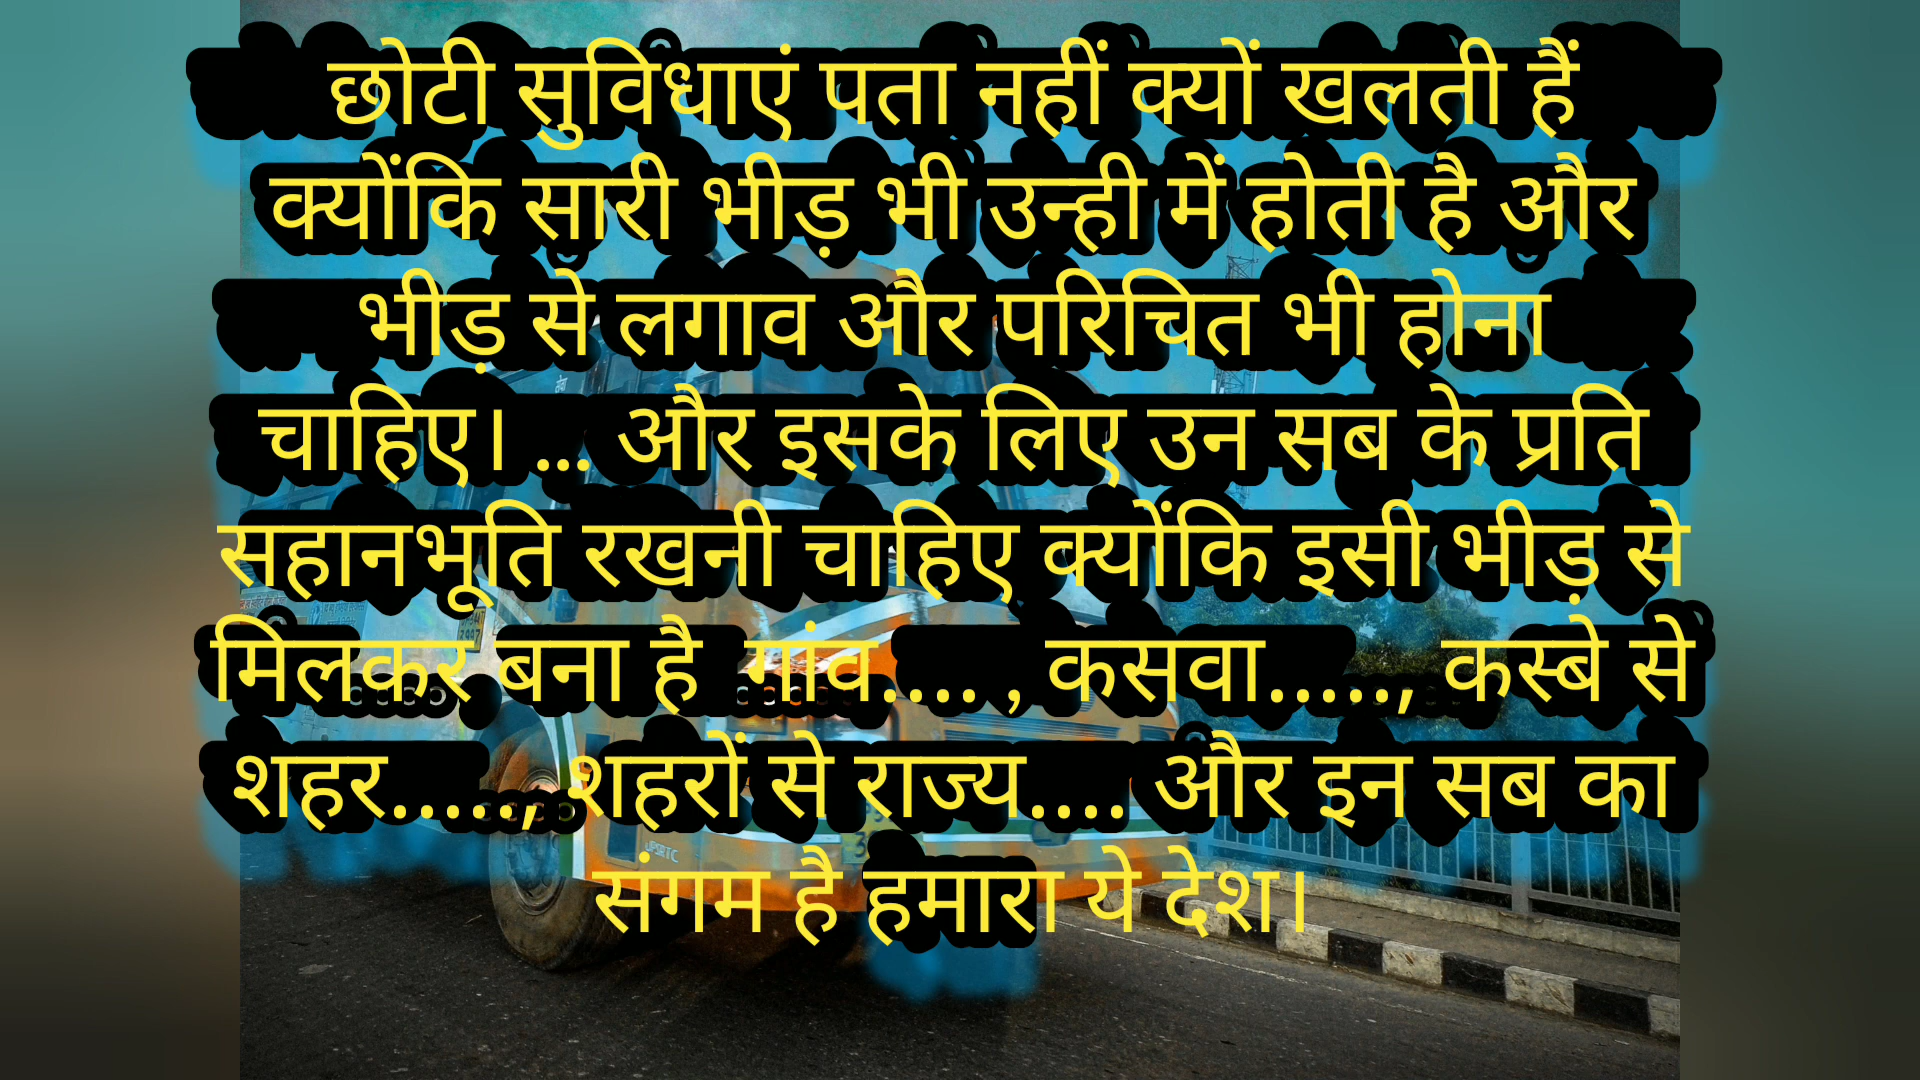 छोटी सुविधाएं पता नहीं क्यों खलती हैं
क्योंकि सारी भीड़ भी उन्ही में होती है और
भीड़ से लगाव और परिचित भी होना
चाहिए। ... और इसके लिए उन सब के प्रति
सहानभूति रखनी चाहिए क्योंकि इसी भीड़ से
मिलकर बना है गांव.... , कसवा....., कस्बे से
शहर....., शहरों से राज्य.... और इन सब का
संगम है हमारा ये देश।
UPSRTC